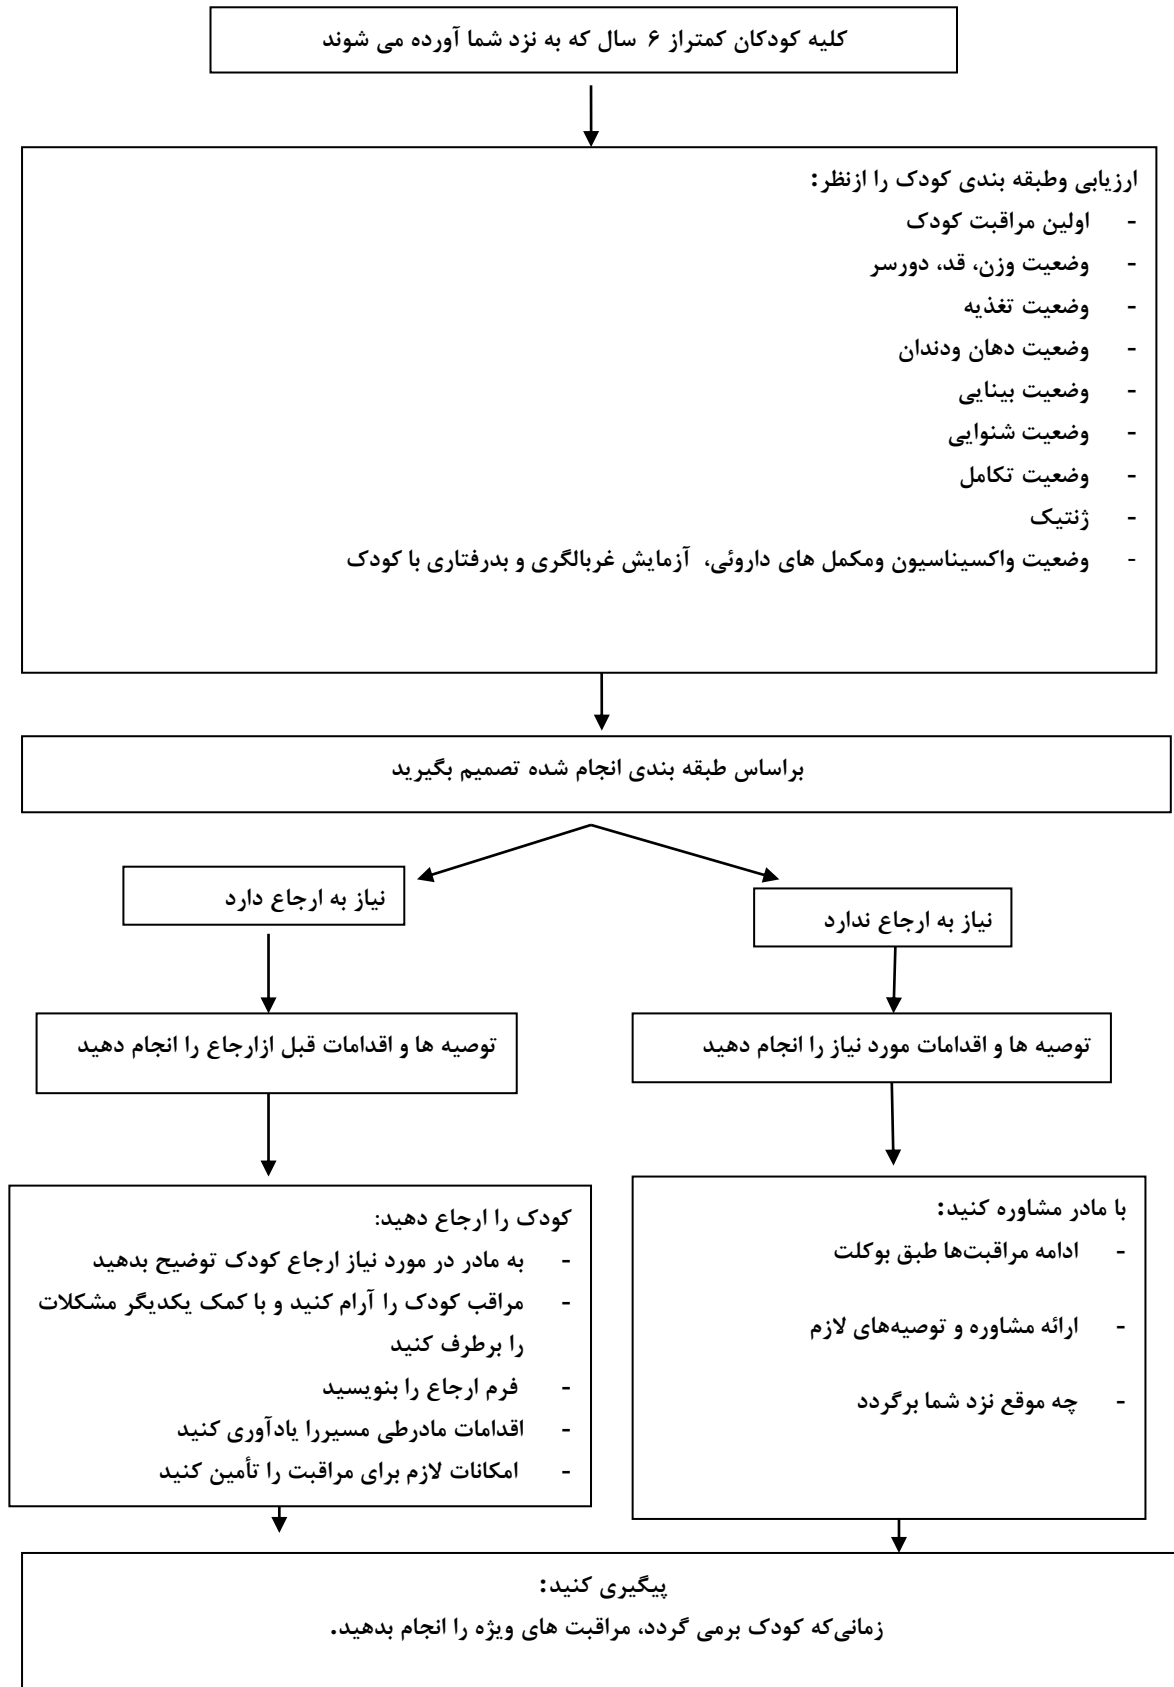 کلیه کودکان کمتراز ۶ سال که به نزد شما آورده می شوند
ارزیابی وطبقه بندی کودک را ازنظر:
- اولین مراقبت کودک
- وضعیت وزن، قد، دورسر
- وضعیت تغذیه
- وضعیت دهان ودندان
- وضعیت بینایی
- وضعیت شنوایی
- وضعیت تکامل
- ژنتیک
- وضعیت واکسیناسیون ومکمل های داروئی، آزمایش غربالگری و بدرفتاری با کودک
براساس طبقه بندی انجام شده تصمیم بگیرید
نیاز به ارجاع ندارد
توصیه ها و اقدامات مورد نیاز را انجام دهید
با مادر مشاوره کنید:
- ادامه مراقبت‌ها طبق بوکلت
- ارائه مشاوره و توصیه‌های لازم
- چه موقع نزد شما برگردد
نیاز به ارجاع دارد
توصیه ها و اقدامات قبل ازارجاع را انجام دهید
کودک را ارجاع دهید:
- به مادر در مورد نیاز ارجاع کودک توضیح بدهید
- مراقب کودک را آرام کنید و با کمک یکدیگر مشکلات
را برطرف کنید
- فرم ارجاع را بنویسید
- اقدامات مادرطی مسیررا یادآوری کنید
- امکانات لازم برای مراقبت را تأمین کنید
پیگیری کنید:
زمانی‌که کودک برمی گردد، مراقبت های ویژه را انجام بدهید.